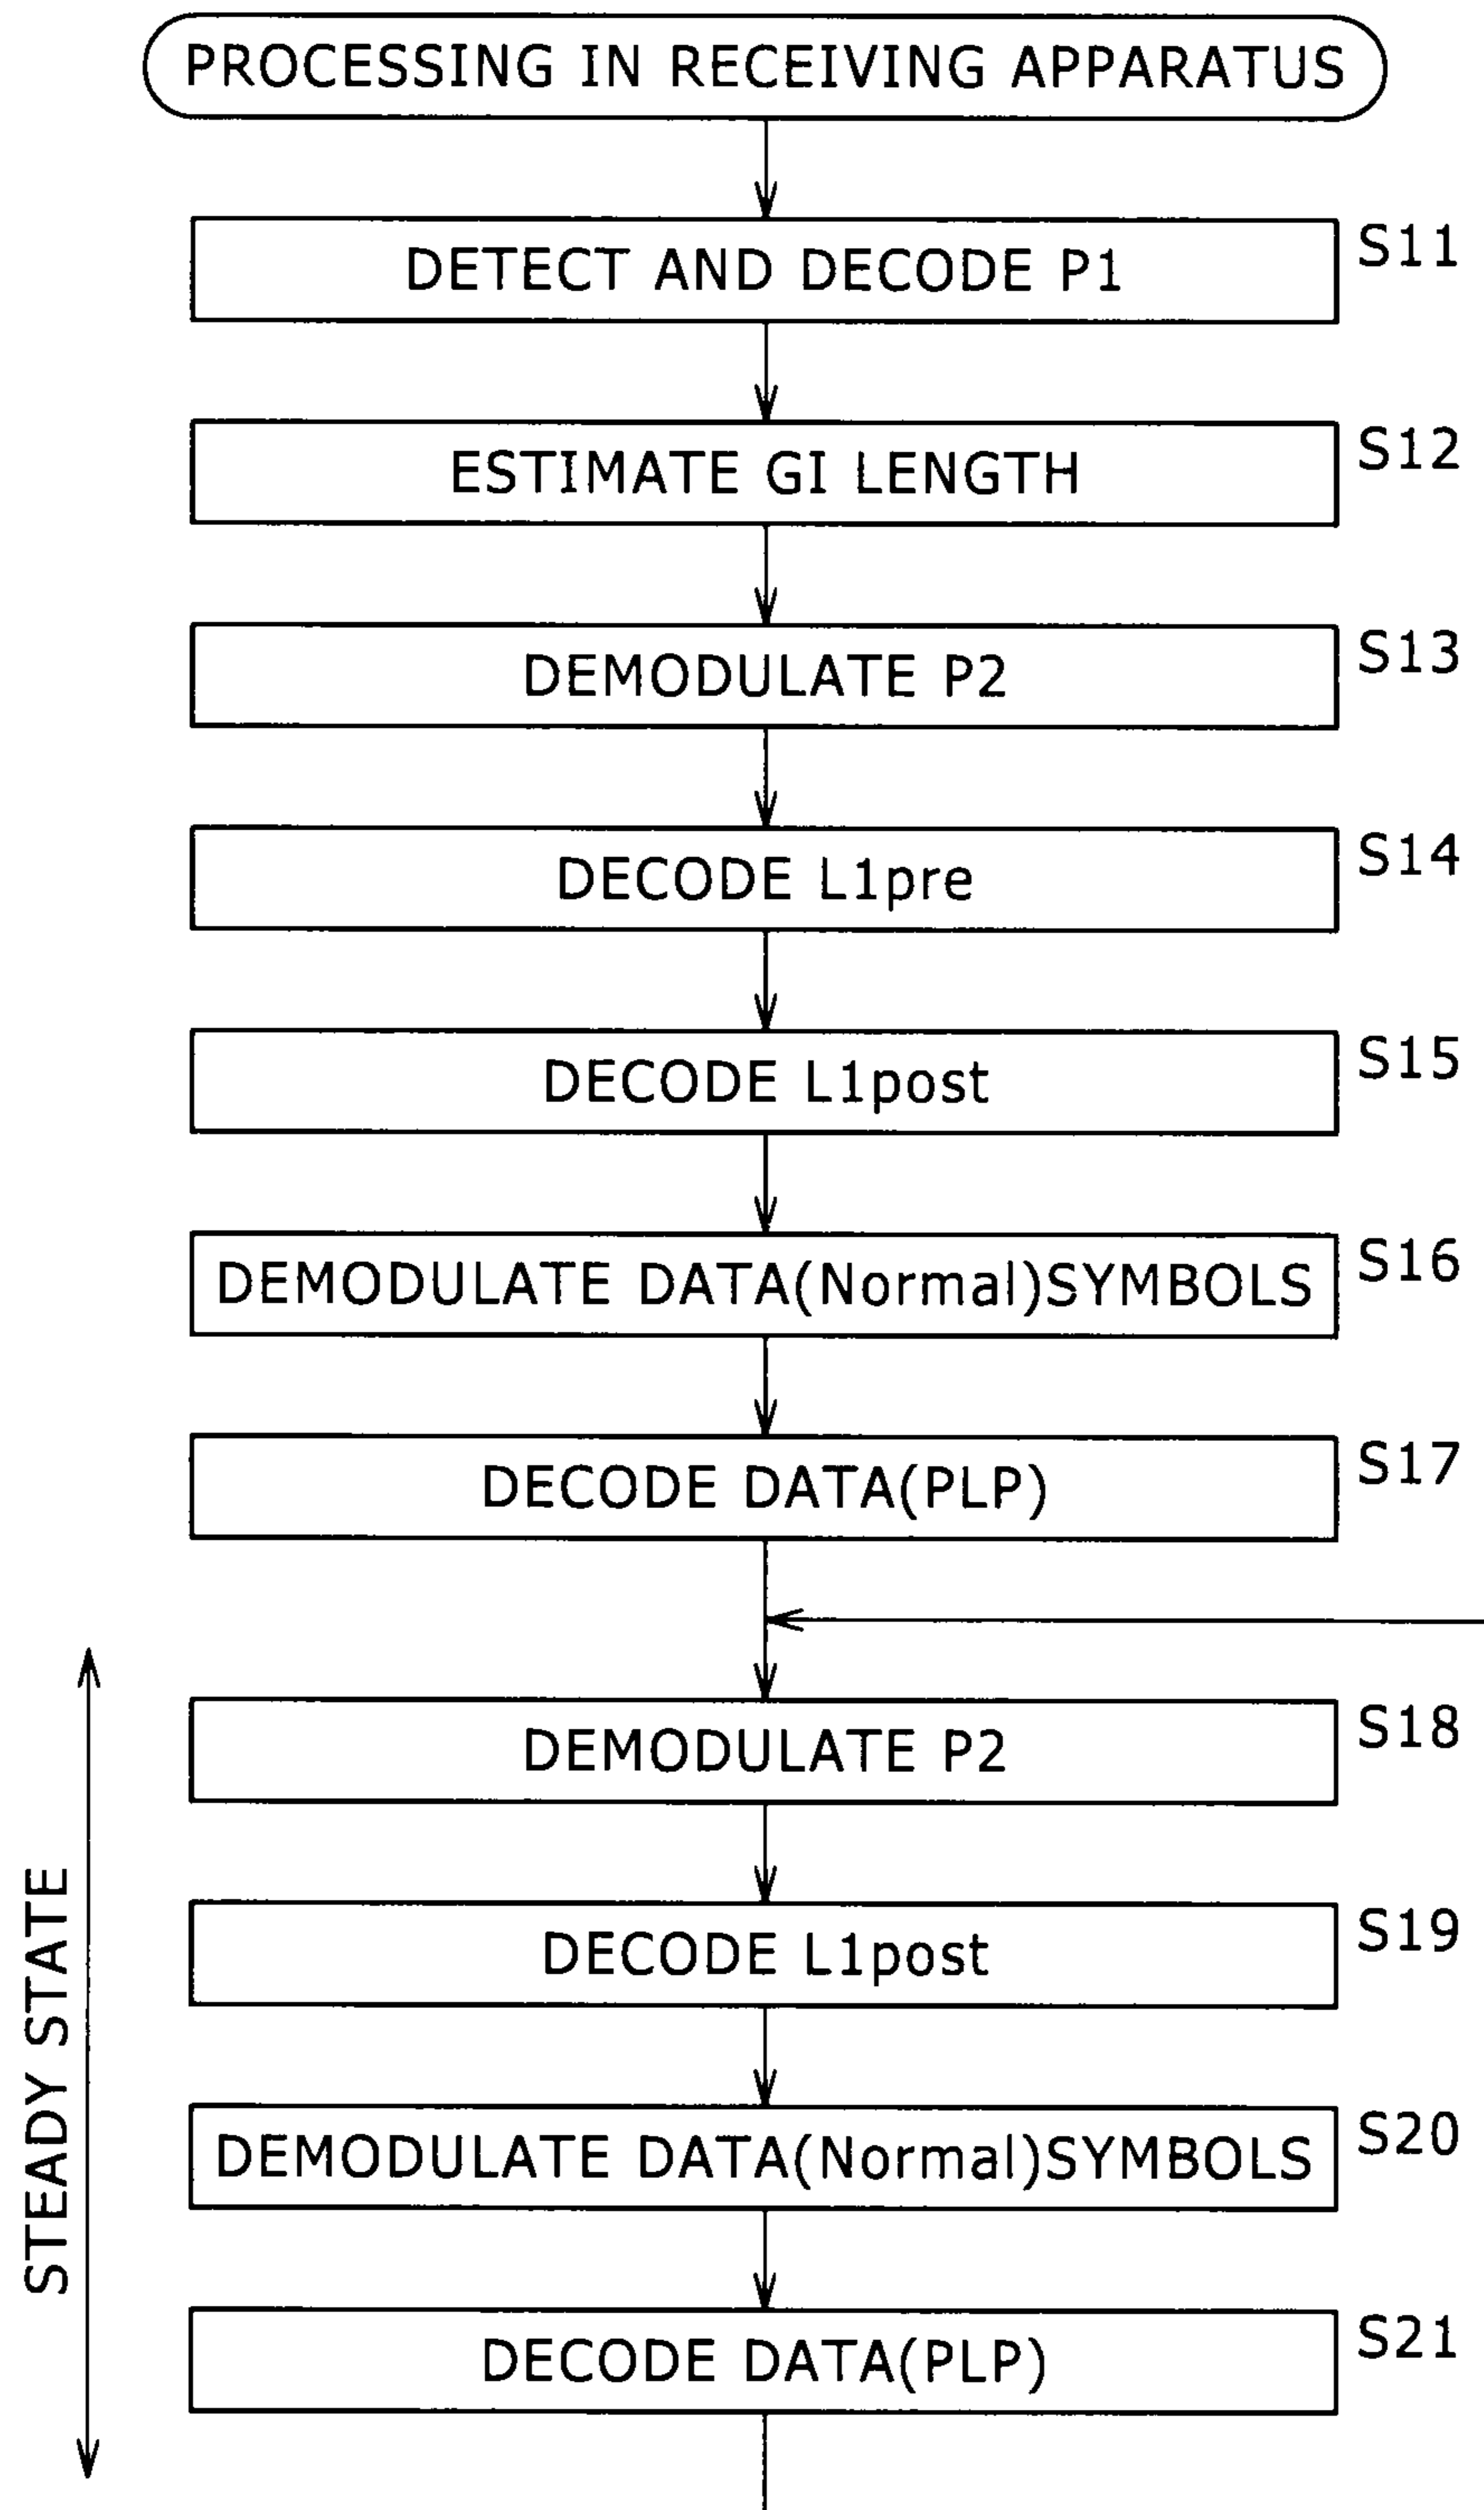 PROCESSING IN RECEIVING APPARATUS
DETECT AND DECODE P1
S11
ESTIMATE GI LENGTH
S12
DEMODULATE P2
S13
DECODE L1pre
S14
DECODE L1post
S15
DEMODULATE DATA(Normal)SYMBOLS
S16
DECODE DATA(PLP)
S17
STEADY STATE
DEMODULATE P2
S18
DECODE L1post
S19
DEMODULATE DATA(Normal)SYMBOLS
S20
DECODE DATA(PLP)
S21